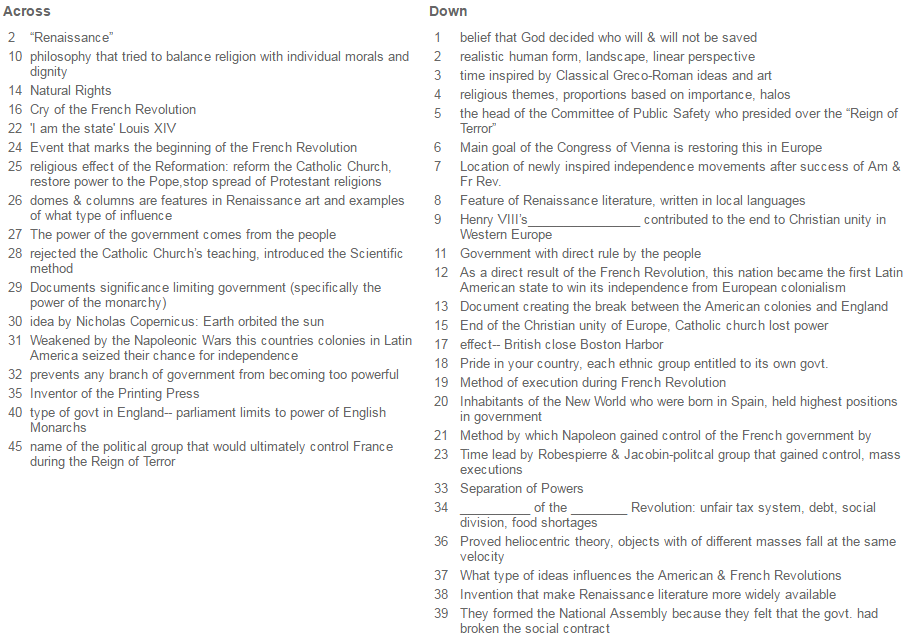 Across
2 “Renaissance”
10 philosophy that tried to balance religion with individual morals and
dignity
14 Natural Rights
16 Cry of the French Revolution
22 'I am the state' Louis XIV
24 Event that marks the beginning of the French Revolution
25 religious effect of the Reformation: reform the Catholic Church,
restore power to the Pope,stop spread of Protestant religions
26 domes & columns are features in Renaissance art and examples
of what type of influence
27 The power of the government comes from the people
28 rejected the Catholic Church's teaching, introduced the Scientific
method
29 Documents significance limiting government (specifically the
power of the monarchy)
30 idea by Nicholas Copernicus: Earth orbited the sun
31 Weakened by the Napoleonic Wars this countries colonies in Latin
America seized their chance for independence
32 prevents any branch of government from becoming too powerful
35 Inventor of the Printing Press
40 type of govt in England-- parliament limits to power of English
Monarchs
45 name of the political group that would ultimately control France
during the Reign of Terror
Down
1 belief that God decided who will & will not be saved
2 realistic human form, landscape, linear perspective
3 time inspired by Classical Greco-Roman ideas and art
4 religious themes, proportions based on importance, halos
5 the head of the Committee of Public Safety who presided over the “Reign of
Terror”
6 Main goal of the Congress of Vienna is restoring this in Europe
7 Location of newly inspired independence movements after success of Am &
Fr Rev.
8 Feature of Renaissance literature, written in local languages
9 Henry VIII's________________ contributed to the end to Christian unity in
Western Europe
11 Government with direct rule by the people
12 As a direct result of the French Revolution, this nation became the first Latin
American state to win its independence from European colonialism
13 Document creating the break between the American colonies and England
15 End of the Christian unity of Europe, Catholic church lost power
17 effect-- British close Boston Harbor
18 Pride in your country, each ethnic group entitled to its own govt.
19 Method of execution during French Revolution
20 Inhabitants of the New World who were born in Spain, held highest positions
in government
21 Method by which Napoleon gained control of the French government by
23 Time lead by Robespierre & Jacobin-politcal group that gained control, mass
executions
33 Separation of Powers
34 __________ of the ________ Revolution: unfair tax system, debt, social
division, food shortages
36 Proved heliocentric theory, objects with of different masses fall at the same
velocity
37 What type of ideas influences the American & French Revolutions
38 Invention that make Renaissance literature more widely available
39 They formed the National Assembly because they felt that the govt. had
broken the social contract